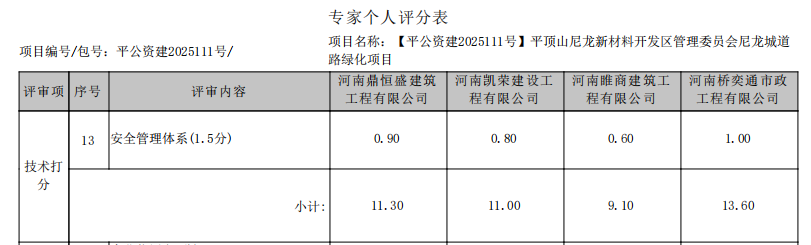 专家个人评分表
项目编号/包号: 平公资建2025111号/
项目名称: 【平公资建2025111号】平顶山尼龙新材料开发区管理委员会尼龙城道
路绿化项目
评审项 序号 评审内容 河南鼎恒盛建筑工程有限公司 河南凯荣建设工程有限公司 河南睢商建筑工程有限公司 河南桥奕通市政工程有限公司
技术打分
13 安全管理体系(1.5分) 0.90 0.80 0.60 1.00
小计: 11.30 11.00 9.10 13.60